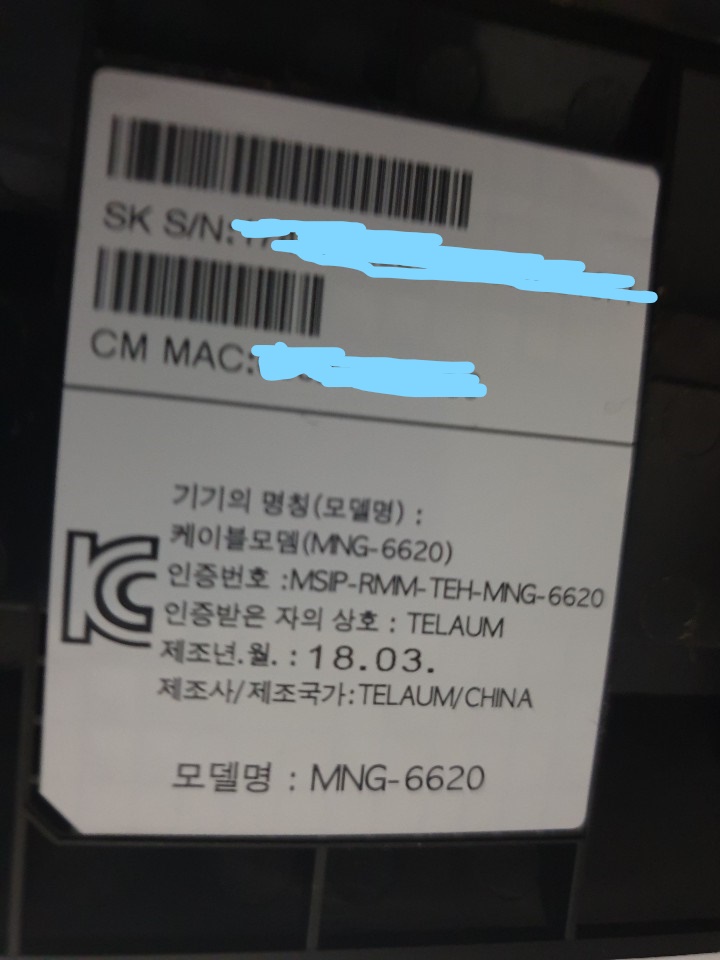 SK S/N:
CM MAC:
기기의 명칭(모델명) :
케이블모뎀(MNG-6620)
인증번호 :MSIP-RMM-TEH-MNG-6620
인증받은 자의 상호 : TELAUM
제조년.월. : 18.03.
제조사/제조국가:TELAUM/CHINA
모델명 : MNG-6620